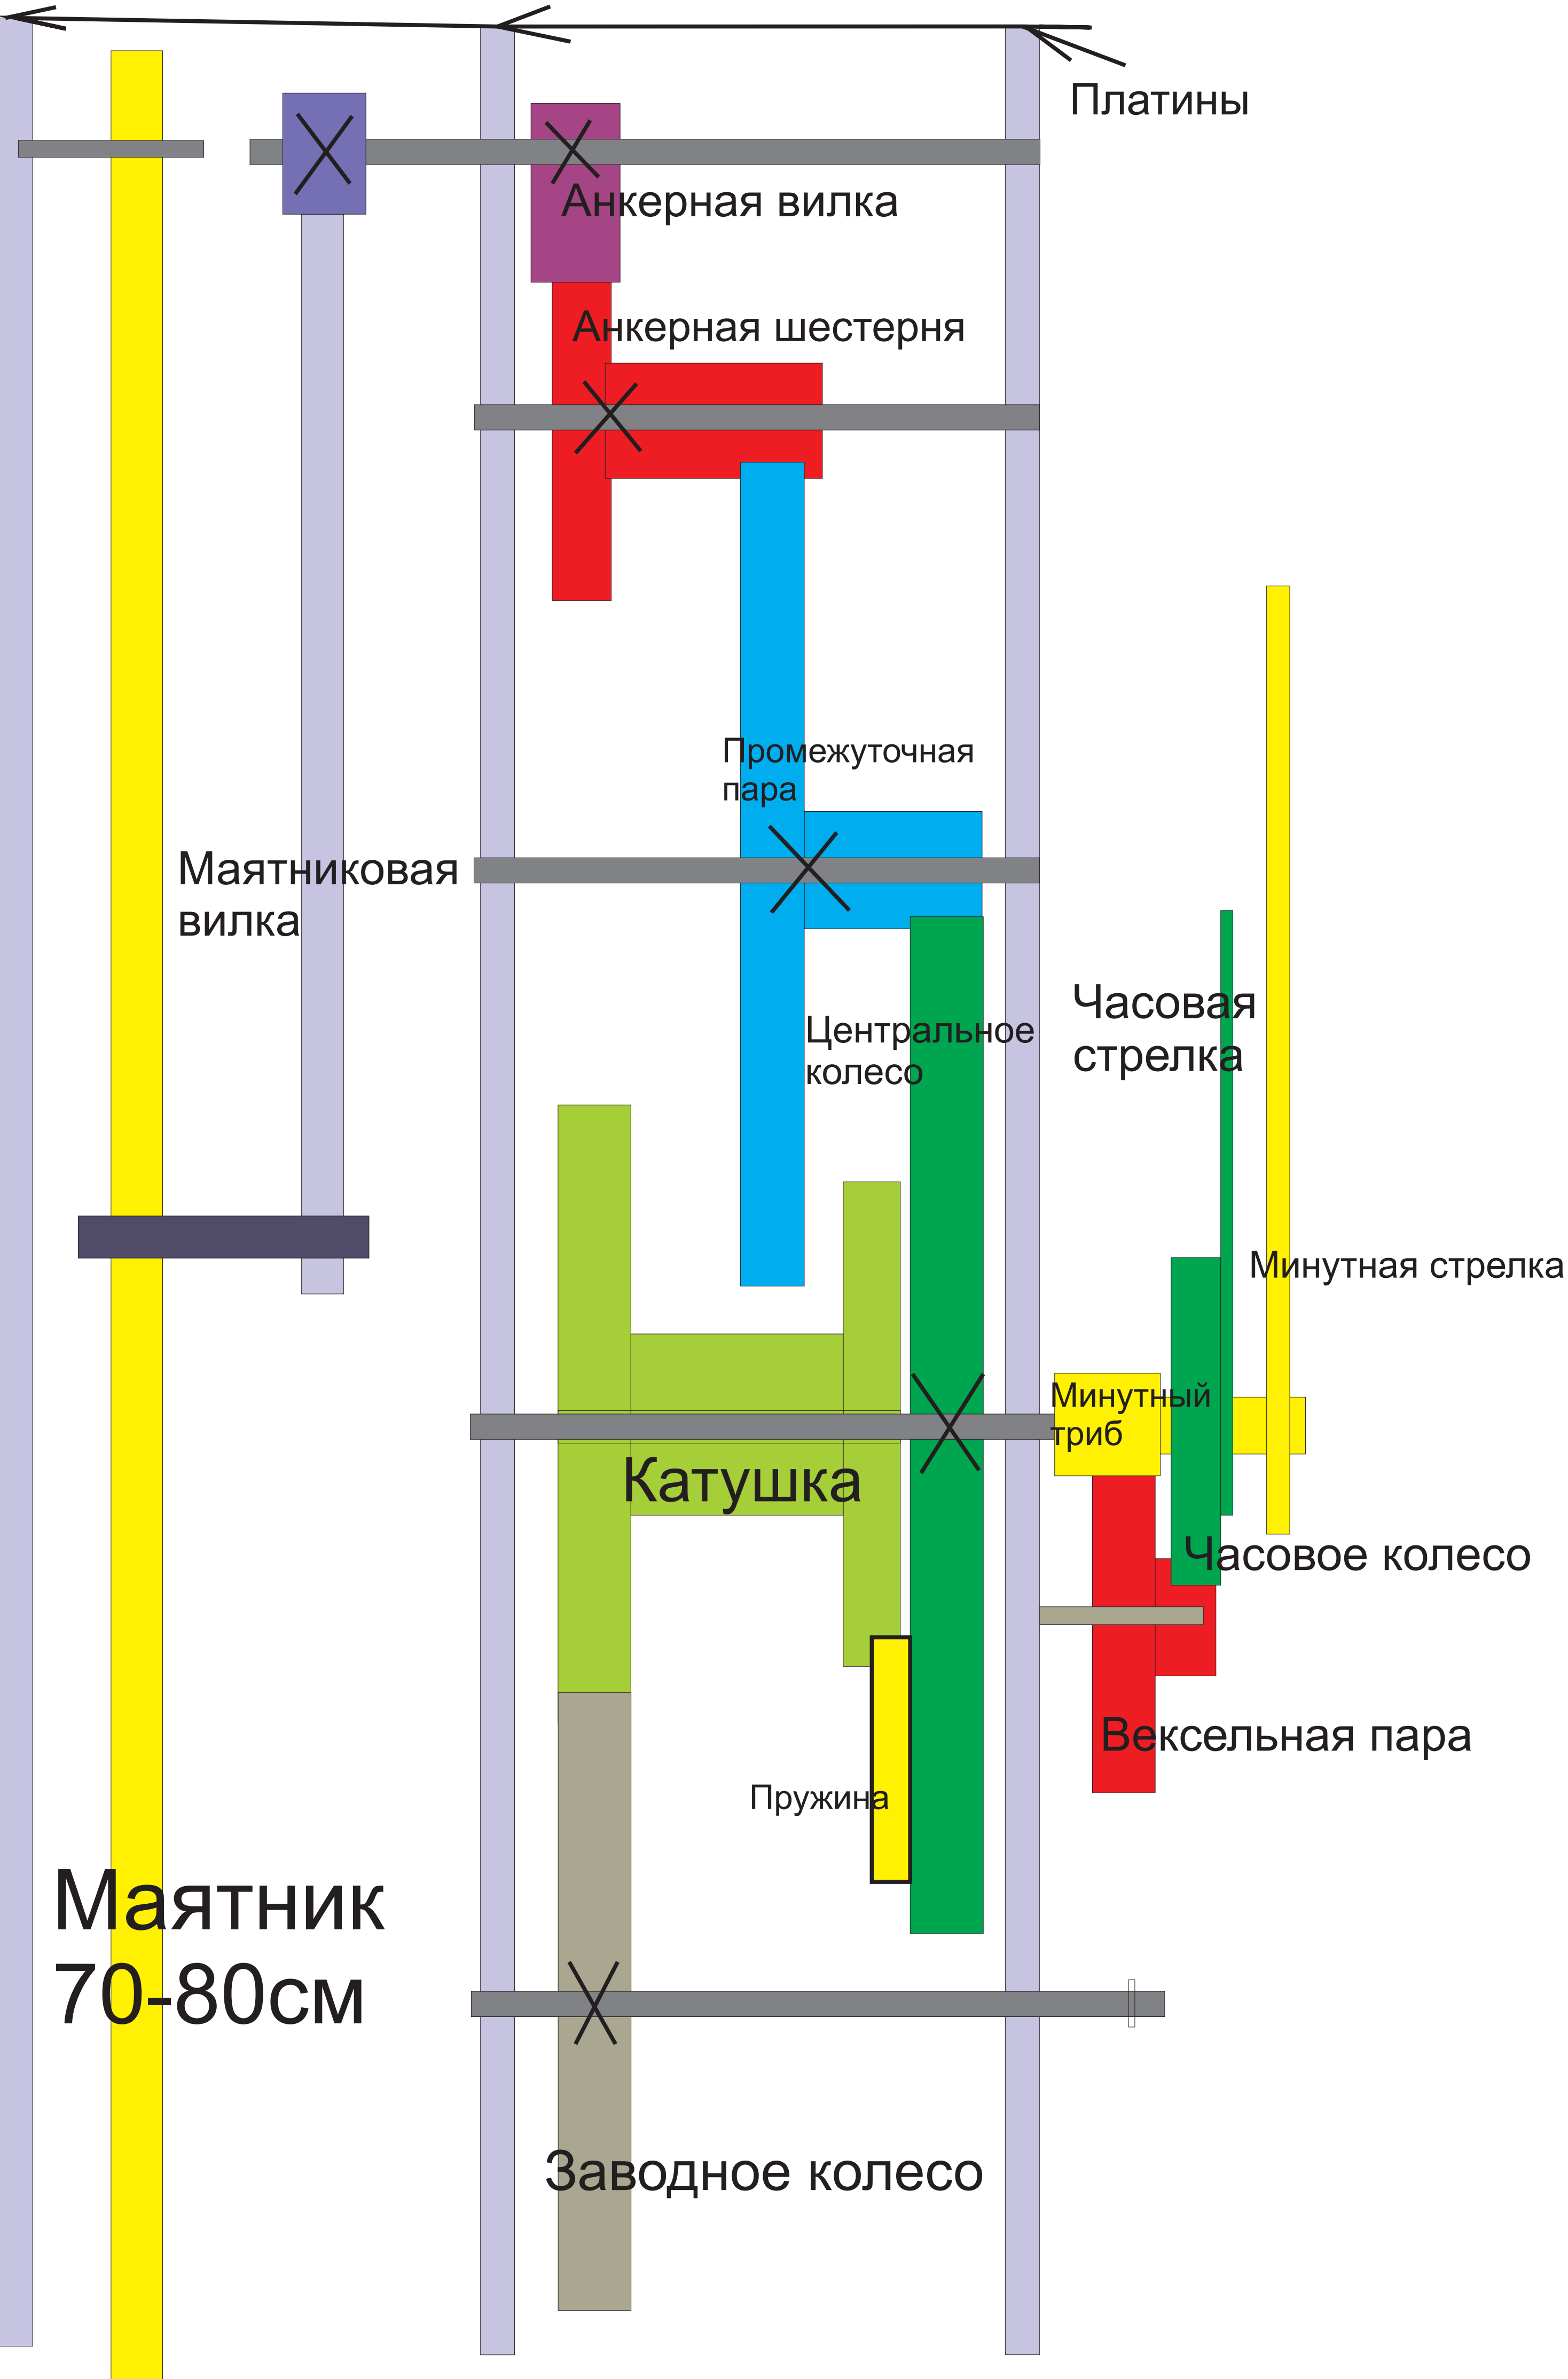 Платины
Анкерная вилка
Анкерная шестерня
Промежуточная
пара
Маятниковая
вилка
Центральное
колесо
Часовая
стрелка
Минутная стрелка
Минутный
триб
Катушка
Часовое колесо
Вексельная пара
Пружина
Маятник
70-80см
Заводное колесо